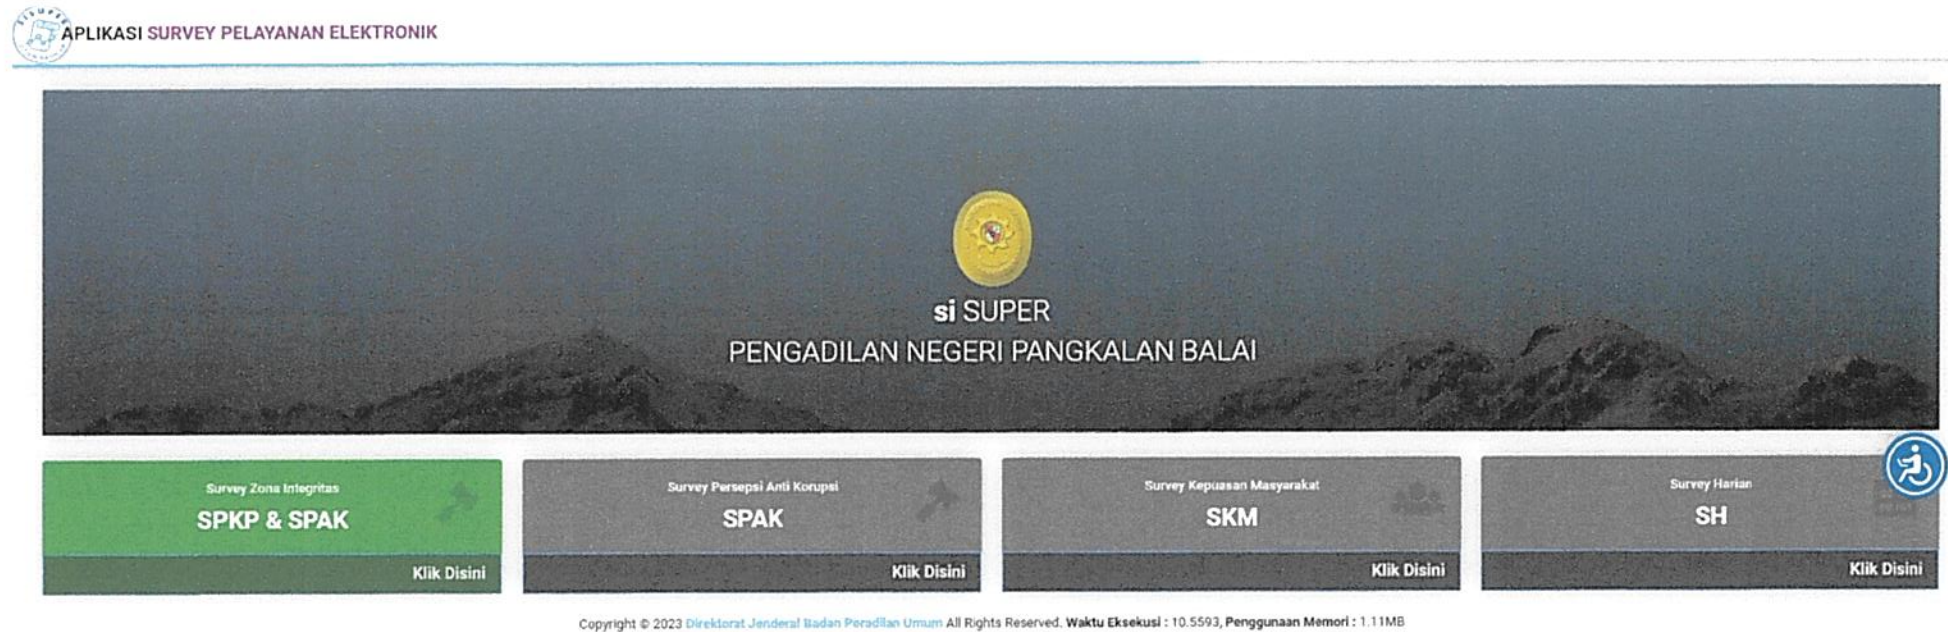 SISUPER
APLIKASI SURVEY PELAYANAN ELEKTRONIK
si SUPER
PENGADILAN NEGERI PANGKALAN BALAI
Survey Zona Integritas
SPKP & SPAK
Klik Disini
Survey Persepsi Anti Korupsi
SPAK
Klik Disini
Survey Kepuasan Masyarakat
SKM
Klik Disini
Survey Harian
SH
Klik Disini
Copyright © 2023 Direktorat Jenderal Badan Peradilan Umum All Rights Reserved. Waktu Eksekusi : 10.5593, Penggunaan Memori : 1.11MB